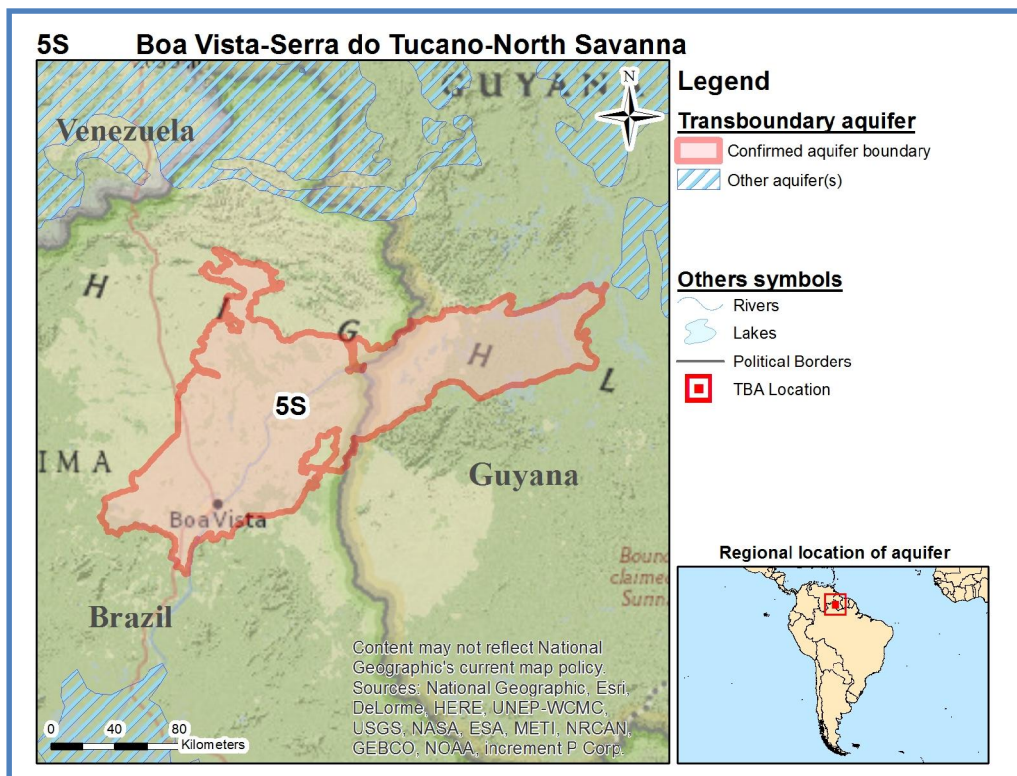 5S Boa Vista-Serra do Tucano-North Savanna
GUYAN
N
Venezuela
H
I
G
H
L
5S
IMA
Boa Vista
Guyana
Brazil
Boun
claime
Surin
Content may not reflect National
Geographic's current map policy.
Sources: National Geographic, Esri,
DeLorme, HERE, UNEP-WCMC,
USGS, NASA, ESA, METI, NRCAN,
GEBCO, NOAA, increment P Corp.
0 40 80
Kilometers
Legend
Transboundary aquifer
Confirmed aquifer boundary
Other aquifer(s)
Others symbols
Rivers
Lakes
Political Borders
TBA Location
Regional location of aquifer